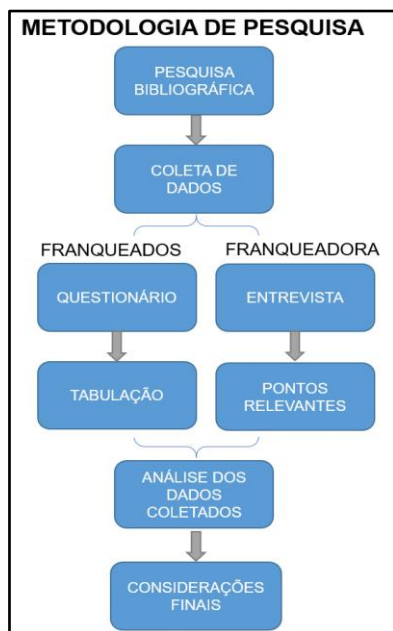 METODOLOGIA DE PESQUISA
PESQUISA
BIBLIOGRÁFICA
COLETA DE
DADOS
FRANQUEADOS
FRANQUEADORA
QUESTIONÁRIO
ENTREVISTA
TABULAÇÃO
PONTOS
RELEVANTES
ANÁLISE DOS
DADOS
COLETADOS
CONSIDERAÇÕES
FINAIS